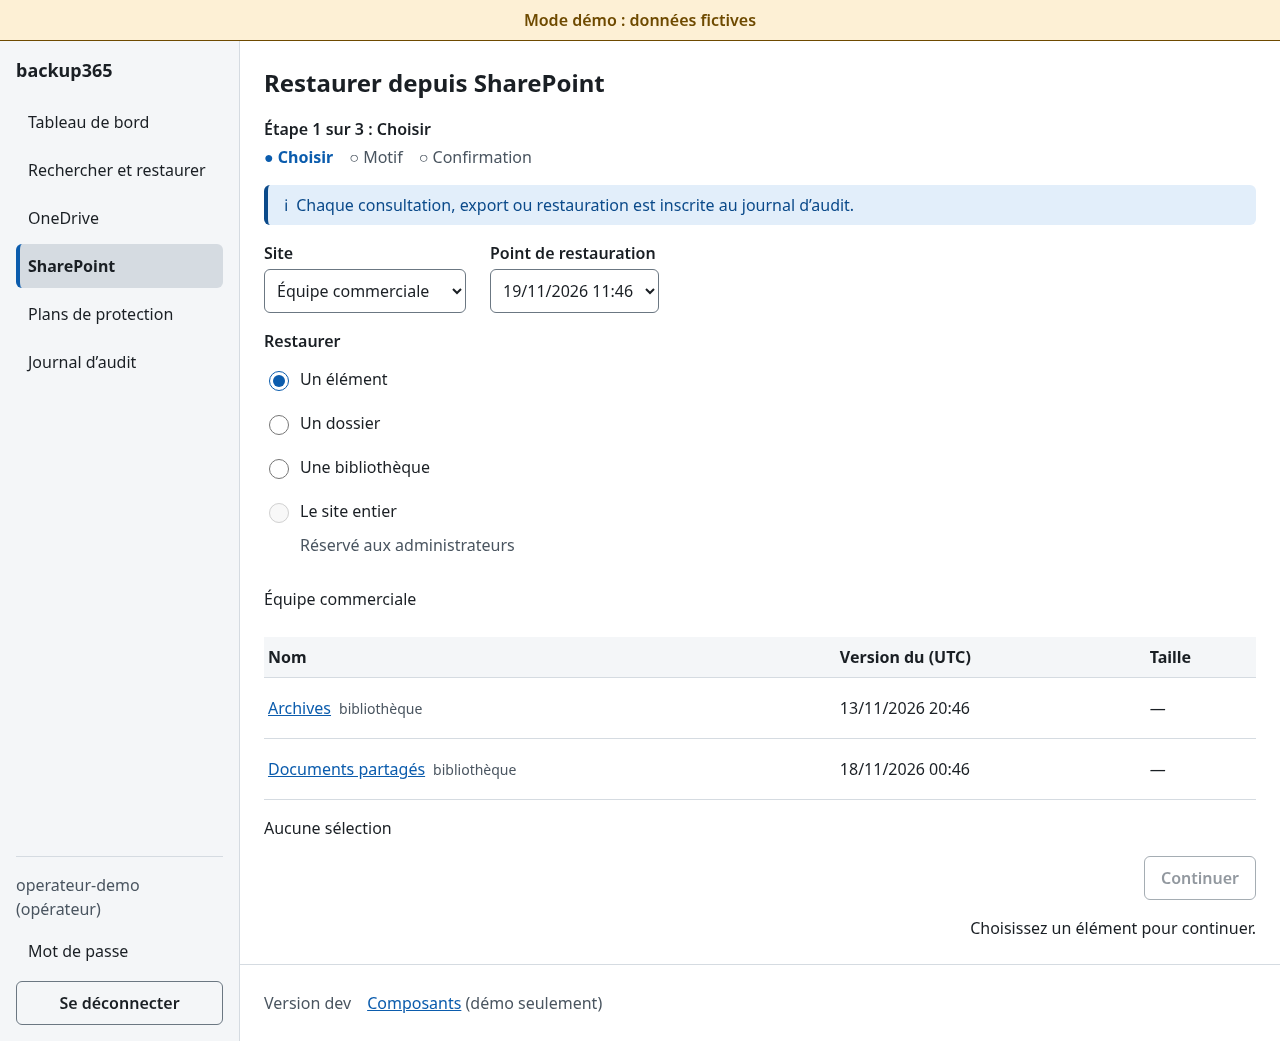 Mode démo : données fictives
backup365
Tableau de bord
Rechercher et restaurer
OneDrive
SharePoint
Plans de protection
Journal d’audit
operateur-demo
(opérateur)
Mot de passe
Se déconnecter
Restaurer depuis SharePoint
Étape 1 sur 3 : Choisir
● Choisir ○ Motif ○ Confirmation
i Chaque consultation, export ou restauration est inscrite au journal d’audit.
Site Point de restauration
Équipe commerciale 19/11/2026 11:46
Restaurer
Un élément
Un dossier
Une bibliothèque
Le site entier
Réservé aux administrateurs
Équipe commerciale
Nom Version du (UTC) Taille
Archives bibliothèque 13/11/2026 20:46 —
Documents partagés bibliothèque 18/11/2026 00:46 —
Aucune sélection
Continuer
Choisissez un élément pour continuer.
Version dev Composants (démo seulement)